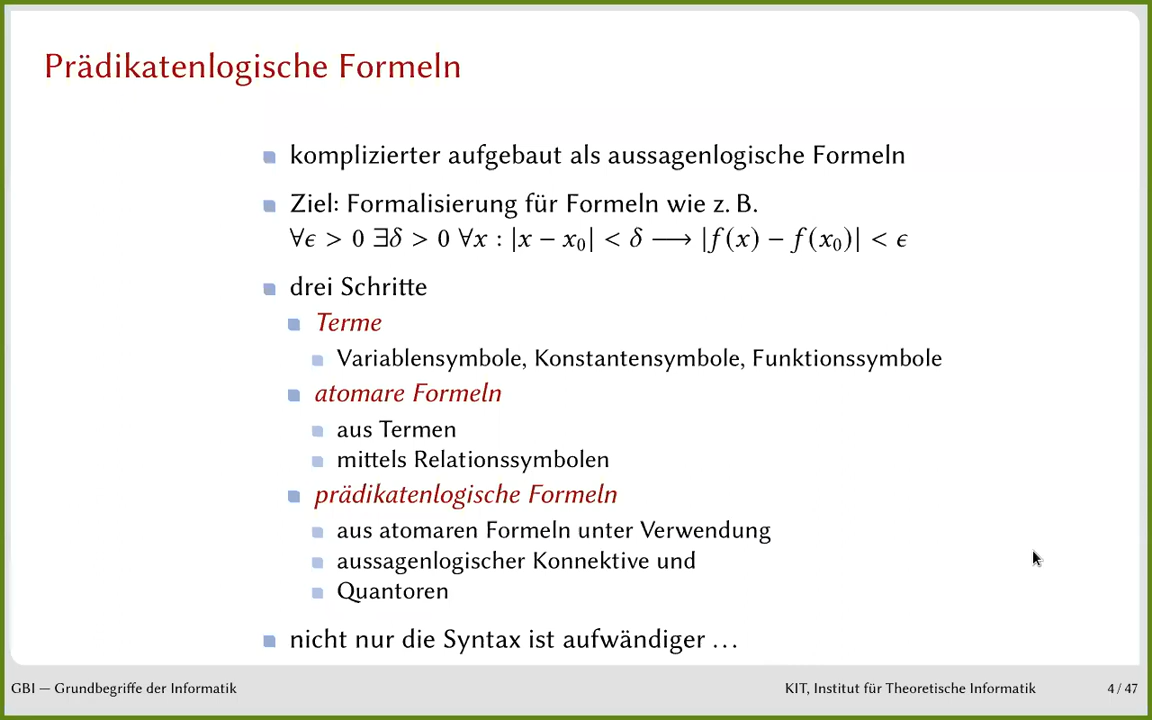 Prädikatenlogische Formeln
komplizierter aufgebaut als aussagenlogische Formeln
Ziel: Formalisierung für Formeln wie z. B.
∀ϵ > 0 ∃δ > 0 ∀x : |x − x₀| < δ ⟶ |f(x) − f(x₀)| < ϵ
drei Schritte
Terme
Variablensymbole, Konstantensymbole, Funktionssymbole
atomare Formeln
aus Termen
mittels Relationssymbolen
prädikatenlogische Formeln
aus atomaren Formeln unter Verwendung
aussagenlogischer Konnektive und
Quantoren
nicht nur die Syntax ist aufwändiger …
GBI — Grundbegriffe der Informatik KIT, Institut für Theoretische Informatik 4 / 47